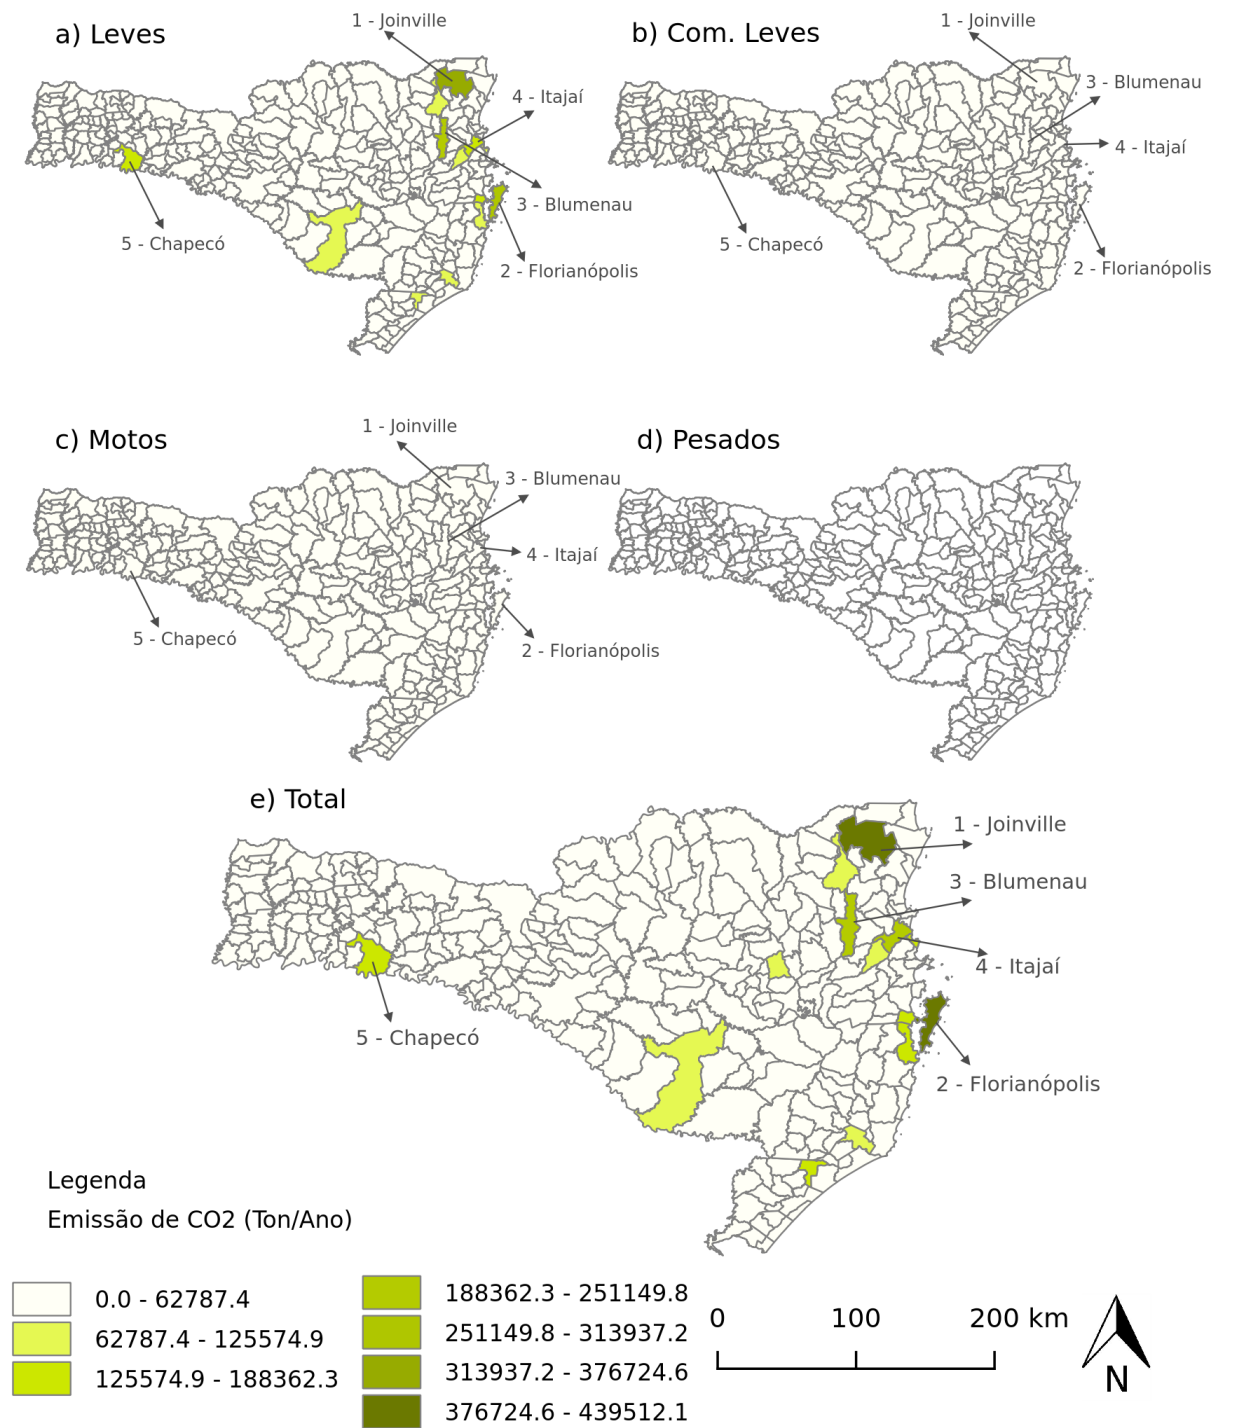 a) Leves
1 - Joinville
4 - Itajaí
3 - Blumenau
5 - Chapecó
2 - Florianópolis
b) Com. Leves
1 - Joinville
3 - Blumenau
4 - Itajaí
5 - Chapecó
2 - Florianópolis
c) Motos
1 - Joinville
3 - Blumenau
4 - Itajaí
5 - Chapecó
2 - Florianópolis
d) Pesados
e) Total
1 - Joinville
3 - Blumenau
4 - Itajaí
5 - Chapecó
2 - Florianópolis
Legenda
Emissão de CO2 (Ton/Ano)
0.0 - 62787.4
62787.4 - 125574.9
125574.9 - 188362.3
188362.3 - 251149.8
251149.8 - 313937.2
313937.2 - 376724.6
376724.6 - 439512.1
0 100 200 km
N